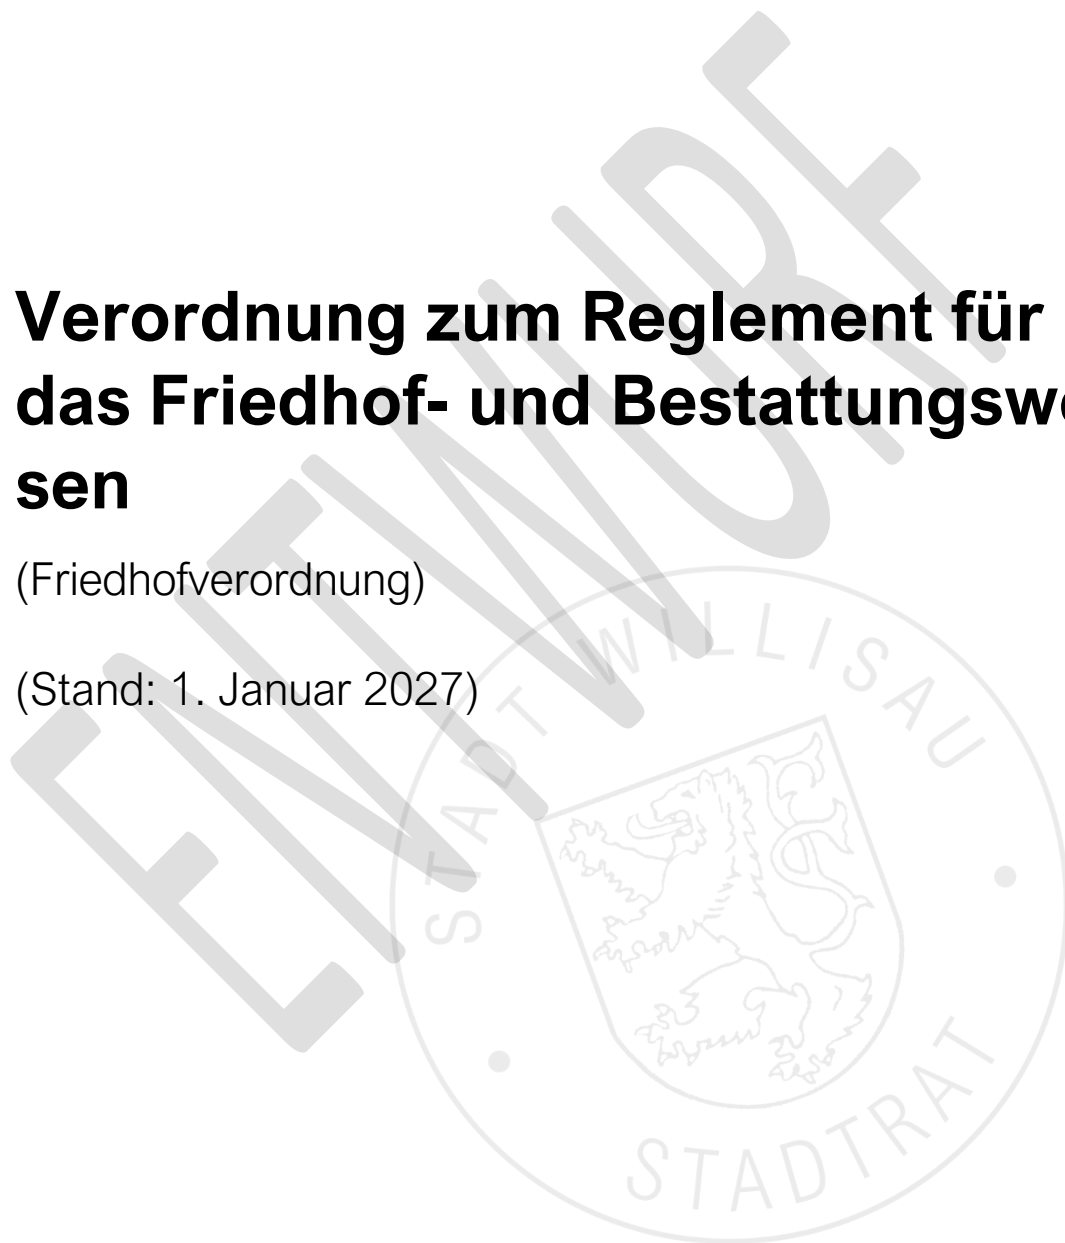 Verordnung zum Reglement für
das Friedhof- und Bestattungswe
sen
(Friedhofverordnung)
(Stand: 1. Januar 2027)
ENTWURF
STADT WILLISAU
STADTRAT